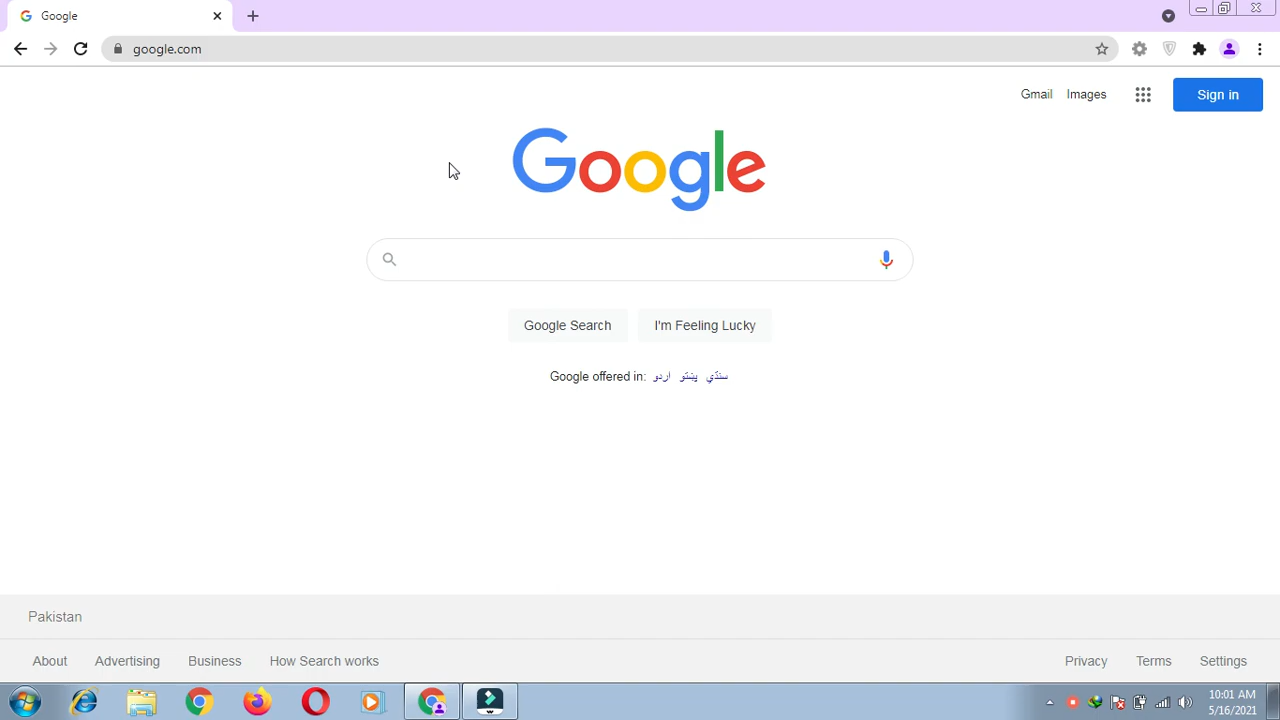 Google
google.com
Gmail Images Sign in
Google
Google Search I'm Feeling Lucky
Google offered in: اردو پښتو سنڌي
Pakistan
About Advertising Business How Search works Privacy Terms Settings
10:01 AM
5/16/2021